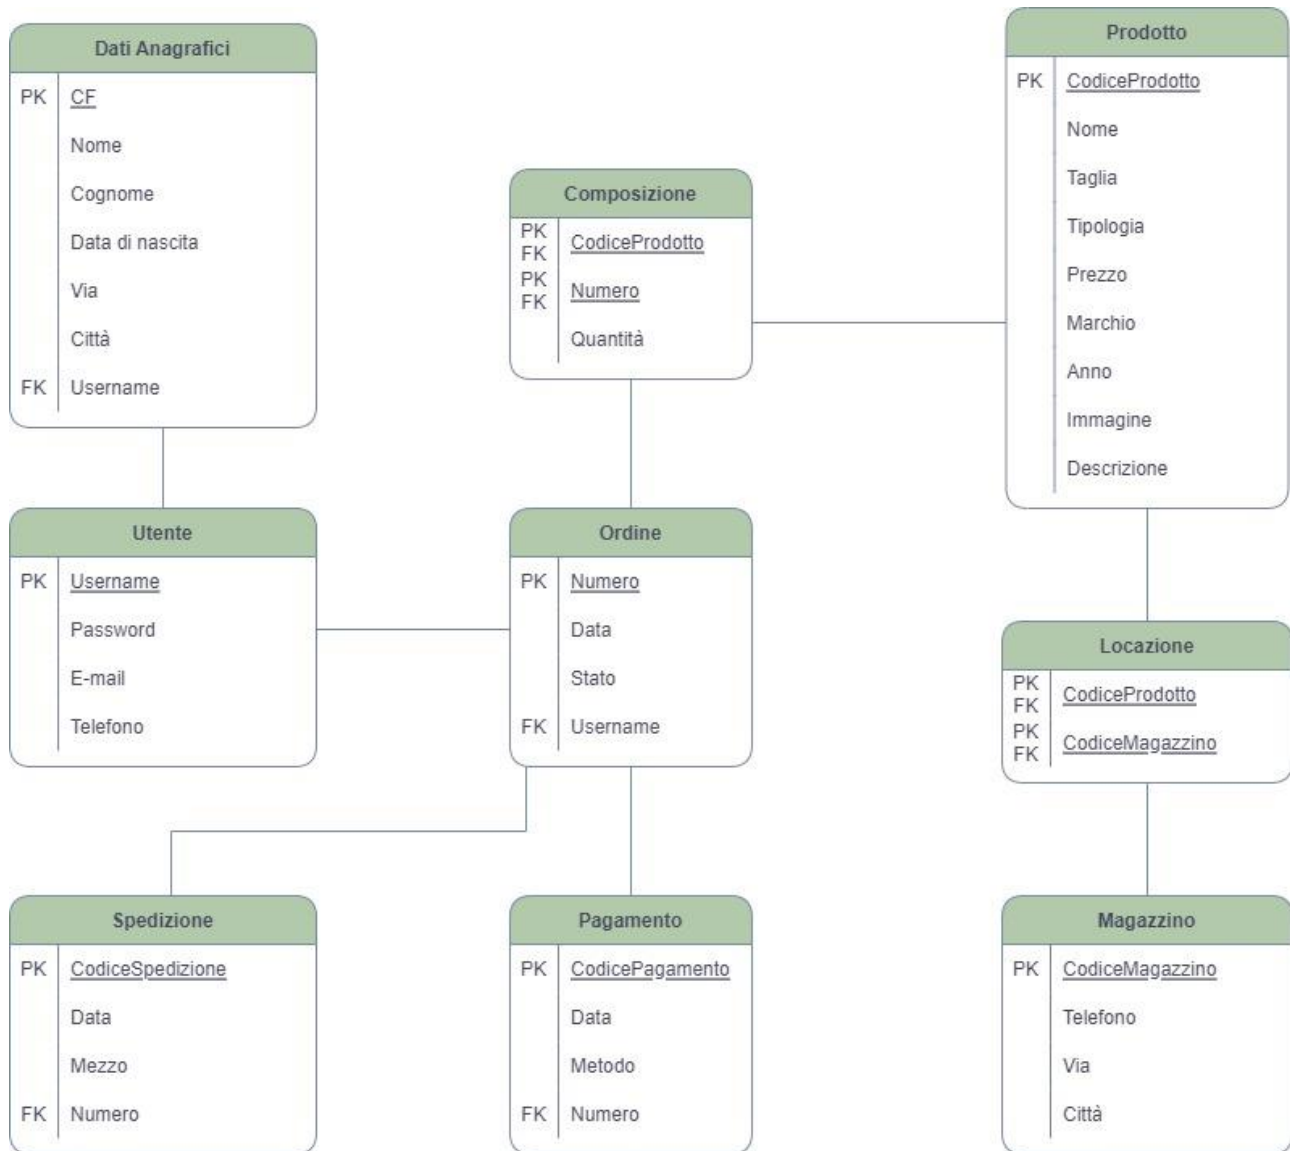 Dati Anagrafici
PK CF
Nome
Cognome
Data di nascita
Via
Città
FK Username
Composizione
PK
FK CodiceProdotto
PK
FK Numero
Quantità
Prodotto
PK CodiceProdotto
Nome
Taglia
Tipologia
Prezzo
Marchio
Anno
Immagine
Descrizione
Utente
PK Username
Password
E-mail
Telefono
Ordine
PK Numero
Data
Stato
FK Username
Locazione
PK
FK CodiceProdotto
PK
FK CodiceMagazzino
Spedizione
PK CodiceSpedizione
Data
Mezzo
FK Numero
Pagamento
PK CodicePagamento
Data
Metodo
FK Numero
Magazzino
PK CodiceMagazzino
Telefono
Via
Città